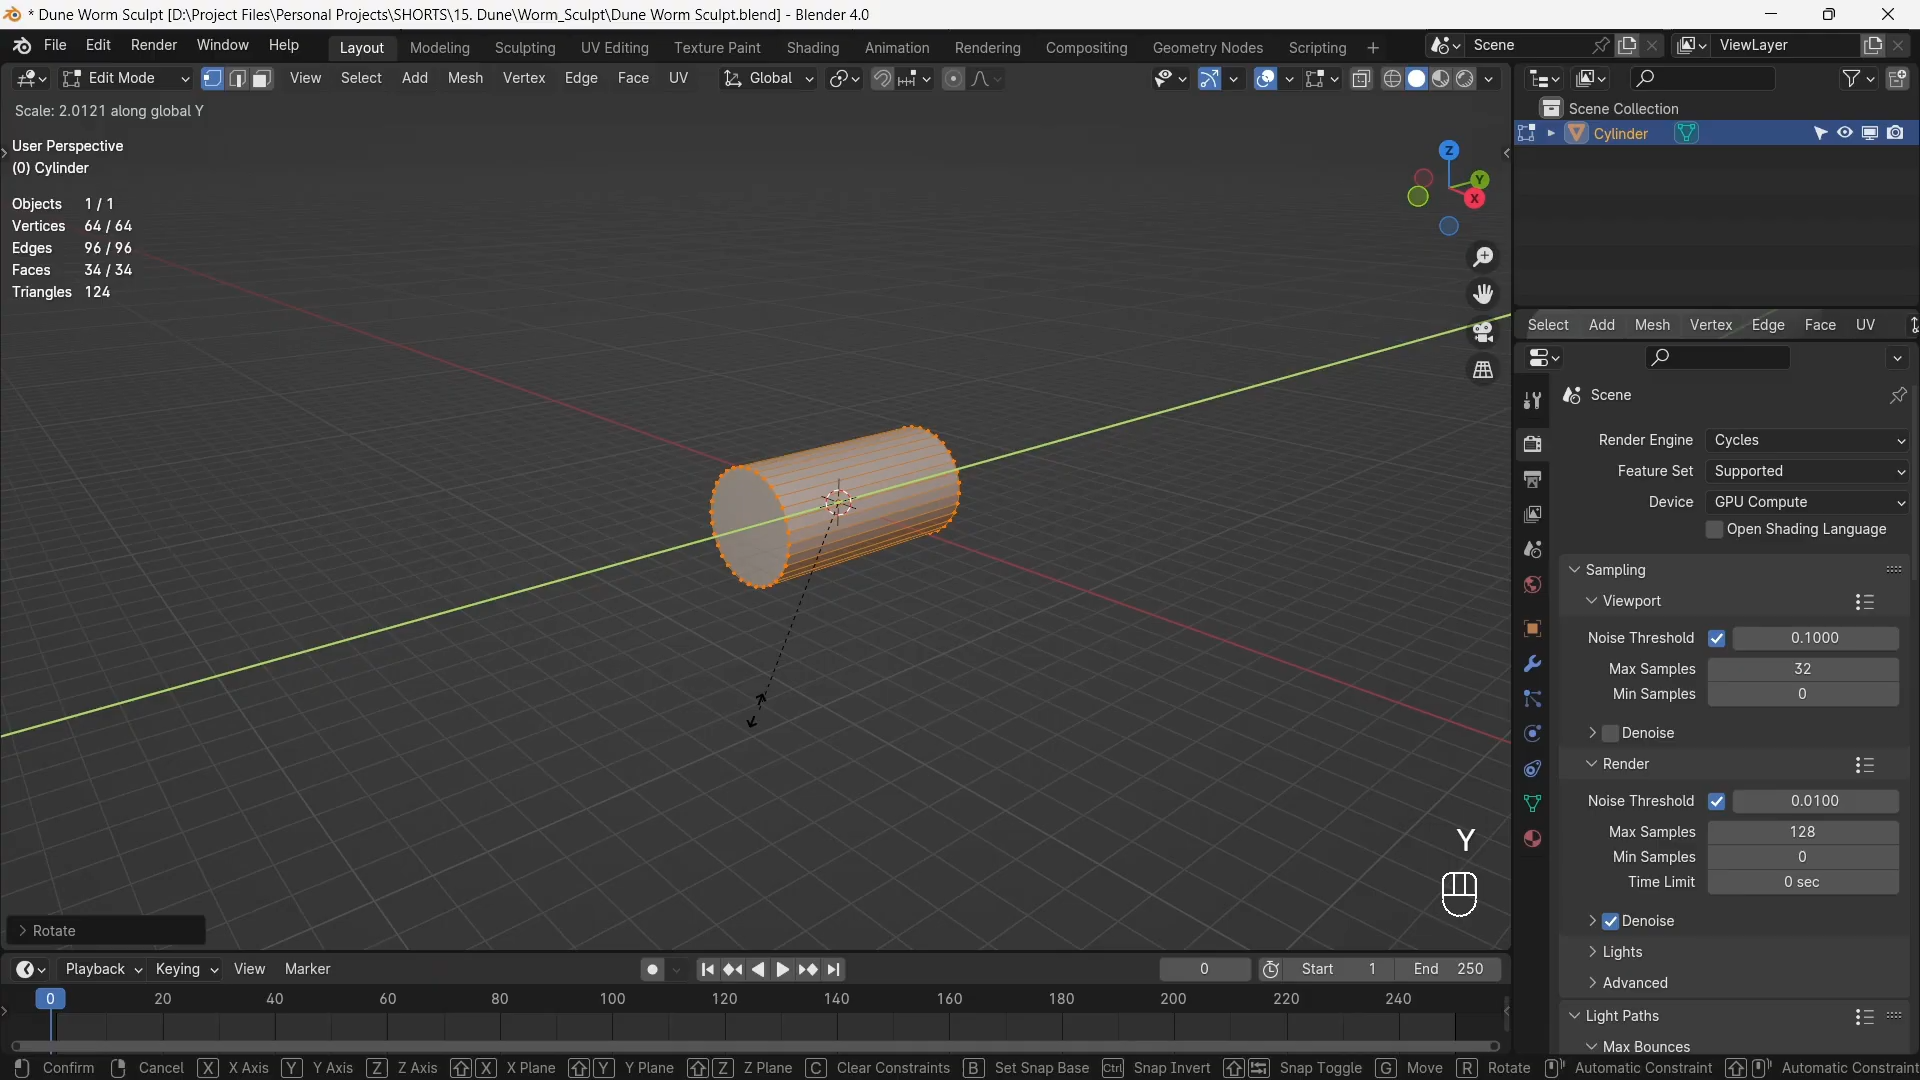 * Dune Worm Sculpt [D:\Project Files\Personal Projects\SHORTS\15. Dune\Worm_Sculpt\Dune Worm Sculpt.blend] - Blender 4.0
File Edit Render Window Help Layout Modeling Sculpting UV Editing Texture Paint Shading Animation Rendering Compositing Geometry Nodes Scripting + Scene ViewLayer
Edit Mode View Select Add Mesh Vertex Edge Face UV Global
Scale: 2.0121 along global Y
User Perspective
(0) Cylinder
Objects 1 / 1
Vertices 64 / 64
Edges 96 / 96
Faces 34 / 34
Triangles 124
Z
Y
X
Scene Collection
Cylinder
Select Add Mesh Vertex Edge Face UV
Scene
Render Engine Cycles
Feature Set Supported
Device GPU Compute
Open Shading Language
Sampling
Viewport
Noise Threshold 0.1000
Max Samples 32
Min Samples 0
Denoise
Render
Noise Threshold 0.0100
Max Samples 128
Min Samples 0
Time Limit 0 sec
Denoise
Lights
Advanced
Light Paths
Max Bounces
Y
Rotate
Playback Keying View Marker 0 Start 1 End 250
0 20 40 60 80 100 120 140 160 180 200 220 240
Confirm Cancel X X Axis Y Y Axis Z Z Axis X X Plane Y Y Plane Z Z Plane C Clear Constraints B Set Snap Base Ctrl Snap Invert Snap Toggle G Move R Rotate Automatic Constraint Automatic Constraint